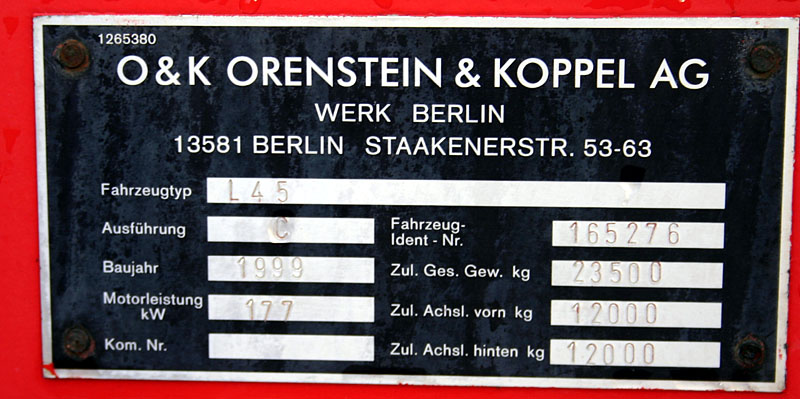 1265380
O & K ORENSTEIN & KOPPEL AG
WERK BERLIN
13581 BERLIN STAAKENERSTR. 53-63
Fahrzeugtyp L45
Ausführung C
Fahrzeug-
Ident - Nr. 165276
Baujahr 1999
Zul. Ges. Gew. kg 23500
Motorleistung
kW 177
Zul. Achsl. vorn kg 12000
Kom. Nr.
Zul. Achsl. hinten kg 12000